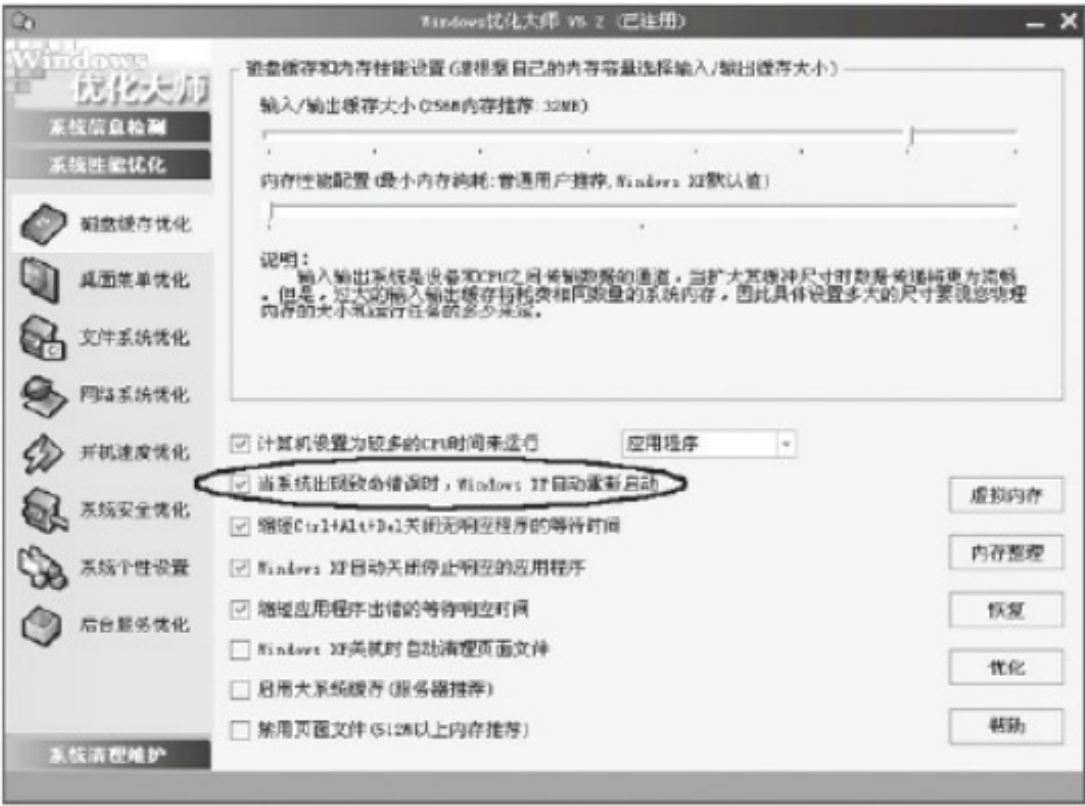 Windows优化大师 V6.2 (已注册)
Windows
优化大师
系统信息检测
系统性能优化
磁盘缓存优化
桌面菜单优化
文件系统优化
网络系统优化
开机速度优化
系统安全优化
系统个性设置
后台服务优化
系统清理维护
磁盘缓存和内存性能设置(请根据自己的内存容量选择输入/输出缓存大小)
输入/输出缓存大小(256M内存推荐:32MB)
内存性能配置(最小内存消耗:普通用户推荐,Windows XP默认值)
说明:
输入输出系统是设备和CPU之间传输数据的通道,当扩大其缓冲尺寸时数据传递将更为流畅
。但是,过大的输入输出缓存将耗费相同数量的系统内存,因此具体设置多大的尺寸要视您物理
内存的大小和运行任务的多少来定。
计算机设置为较多的CPU时间来运行 应用程序
当系统出现致命错误时,Windows XP自动重新启动
缩短Ctrl+Alt+Del关闭无响应程序的等待时间
Windows XP自动关闭停止响应的应用程序
缩短应用程序出错的等待响应时间
Windows XP关机时自动清理页面文件
启用大系统缓存(服务器推荐)
禁用页面文件(512M以上内存推荐)
虚拟内存
内存整理
恢复
优化
帮助